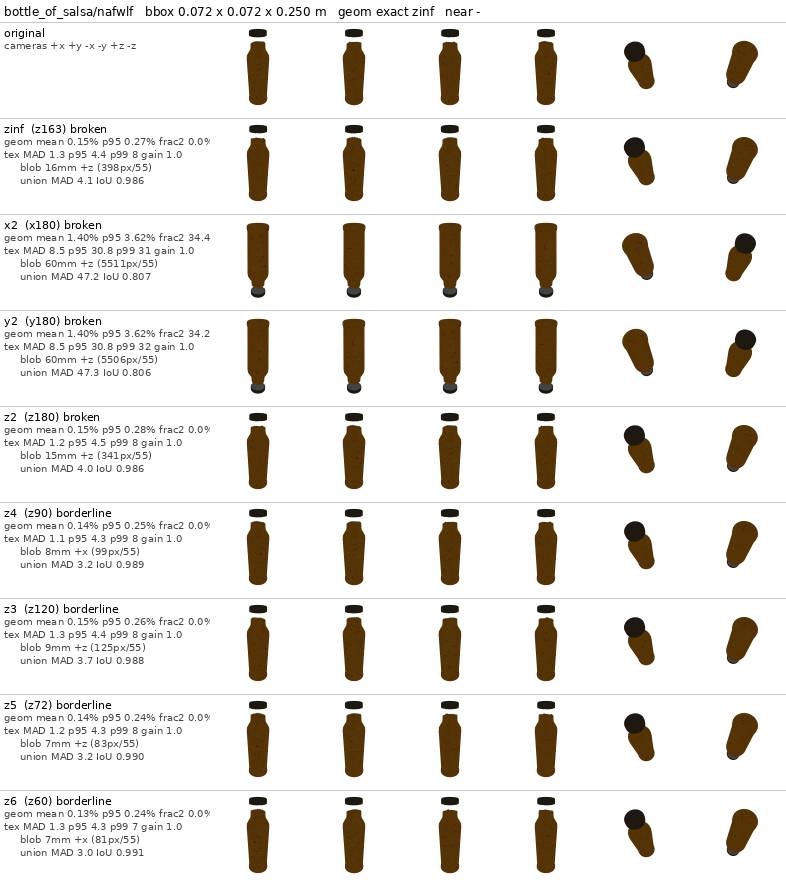 bottle_of_salsa/nafwlf bbox 0.072 x 0.072 x 0.250 m geom exact zinf near -
original
cameras +x +y -x -y +z -z
zinf (z163) broken
geom mean 0.15% p95 0.27% frac2 0.0%
tex MAD 1.3 p95 4.4 p99 8 gain 1.0
blob 16mm +z (398px/55)
union MAD 4.1 IoU 0.986
x2 (x180) broken
geom mean 1.40% p95 3.62% frac2 34.4
tex MAD 8.5 p95 30.8 p99 31 gain 1.0
blob 60mm +z (5511px/55)
union MAD 47.2 IoU 0.807
y2 (y180) broken
geom mean 1.40% p95 3.62% frac2 34.2
tex MAD 8.5 p95 30.8 p99 32 gain 1.0
blob 60mm +z (5506px/55)
union MAD 47.3 IoU 0.806
z2 (z180) broken
geom mean 0.15% p95 0.28% frac2 0.0%
tex MAD 1.2 p95 4.5 p99 8 gain 1.0
blob 15mm +z (341px/55)
union MAD 4.0 IoU 0.986
z4 (z90) borderline
geom mean 0.14% p95 0.25% frac2 0.0%
tex MAD 1.1 p95 4.3 p99 8 gain 1.0
blob 8mm +x (99px/55)
union MAD 3.2 IoU 0.989
z3 (z120) borderline
geom mean 0.15% p95 0.26% frac2 0.0%
tex MAD 1.3 p95 4.4 p99 8 gain 1.0
blob 9mm +z (125px/55)
union MAD 3.7 IoU 0.988
z5 (z72) borderline
geom mean 0.14% p95 0.24% frac2 0.0%
tex MAD 1.2 p95 4.3 p99 8 gain 1.0
blob 7mm +z (83px/55)
union MAD 3.2 IoU 0.990
z6 (z60) borderline
geom mean 0.13% p95 0.24% frac2 0.0%
tex MAD 1.3 p95 4.3 p99 7 gain 1.0
blob 7mm +x (81px/55)
union MAD 3.0 IoU 0.991